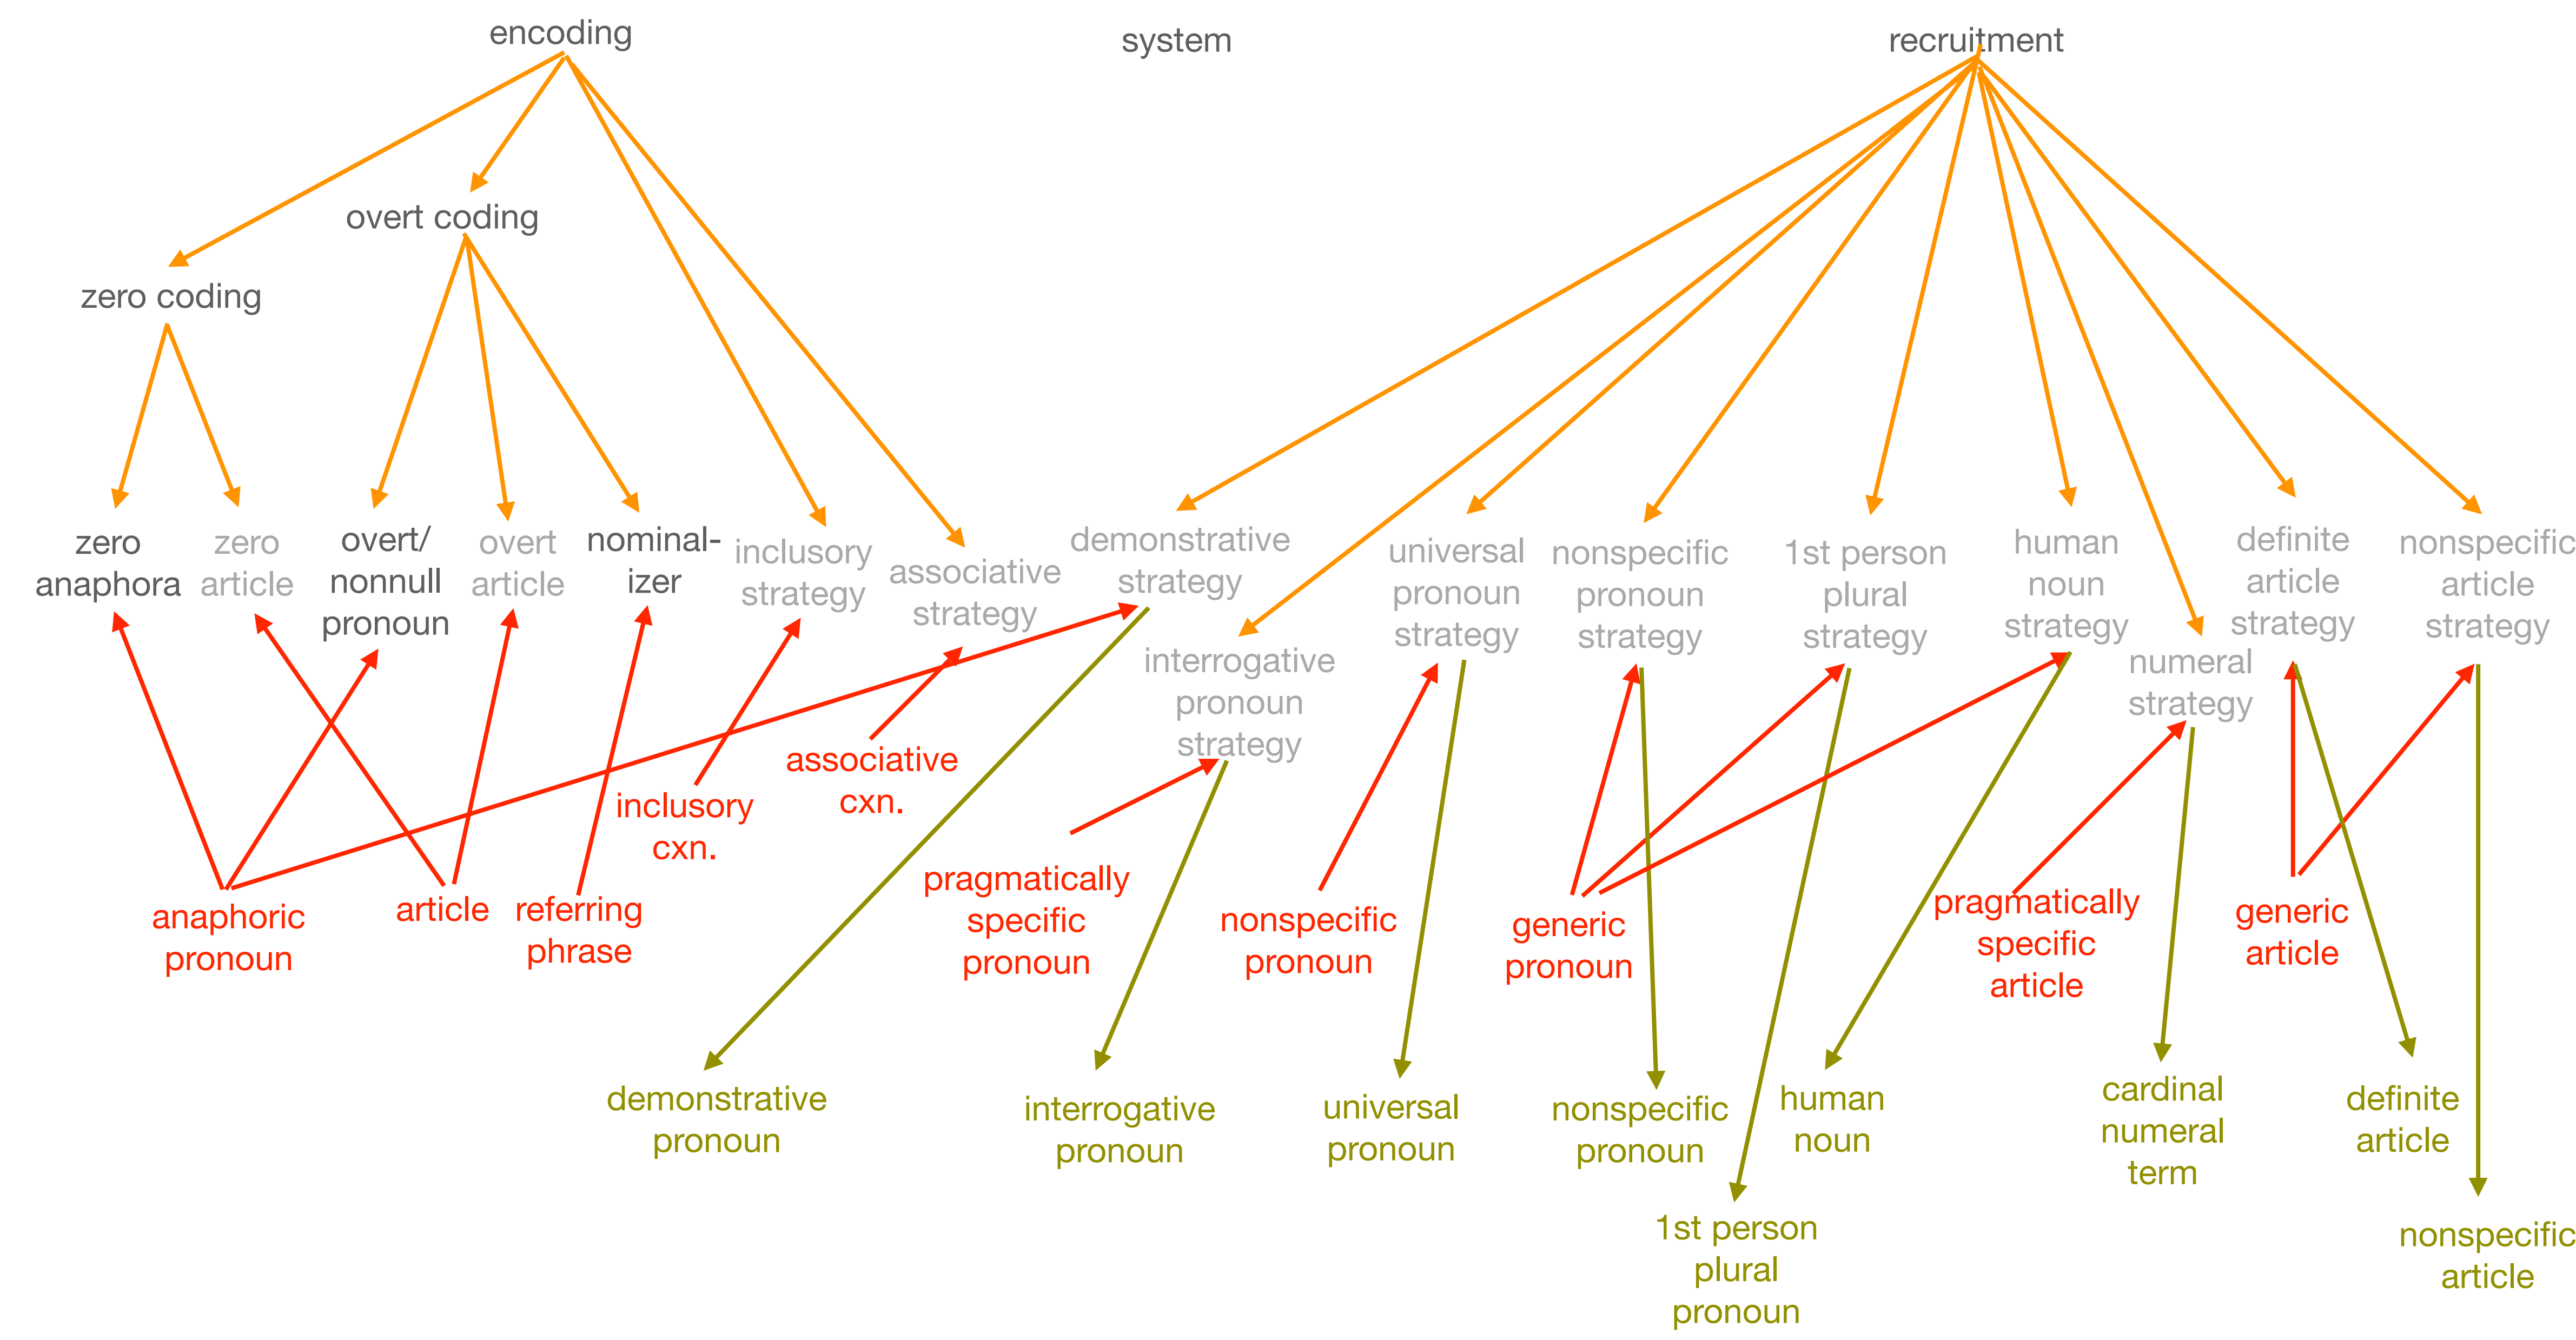 encoding
system
recruitment
overt coding
zero coding
zero
anaphora
zero
article
overt/
nonnull
pronoun
overt
article
nominal-
izer
inclusory
strategy
associative
strategy
demonstrative
strategy
interrogative
pronoun
strategy
universal
pronoun
strategy
nonspecific
pronoun
strategy
1st person
plural
strategy
human
noun
strategy
numeral
strategy
definite
article
strategy
nonspecific
article
strategy
anaphoric
pronoun
article
referring
phrase
inclusory
cxn.
associative
cxn.
pragmatically
specific
pronoun
nonspecific
pronoun
generic
pronoun
pragmatically
specific
article
generic
article
demonstrative
pronoun
interrogative
pronoun
universal
pronoun
nonspecific
pronoun
1st person
plural
pronoun
human
noun
cardinal
numeral
term
definite
article
nonspecific
article